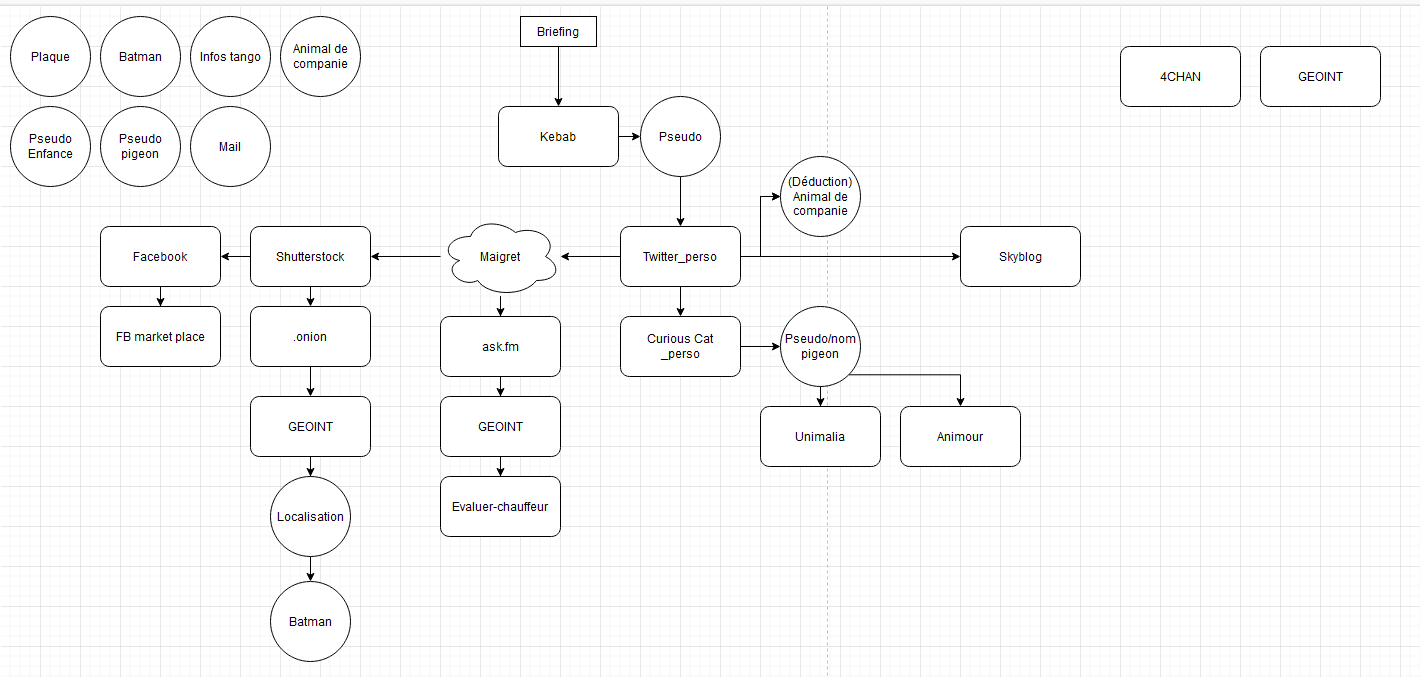 Briefing
Plaque
Batman
Infos tango
Animal de
companie
4CHAN
GEOINT
Kebab
Pseudo
Pseudo
Enfance
Pseudo
pigeon
Mail
(Déduction)
Animal de
companie
Facebook
Shutterstock
Maigret
Twitter_perso
Skyblog
FB market place
.onion
ask.fm
Curious Cat
_perso
Pseudo/nom
pigeon
GEOINT
GEOINT
Unimalia
Animour
Localisation
Evaluer-chauffeur
Batman